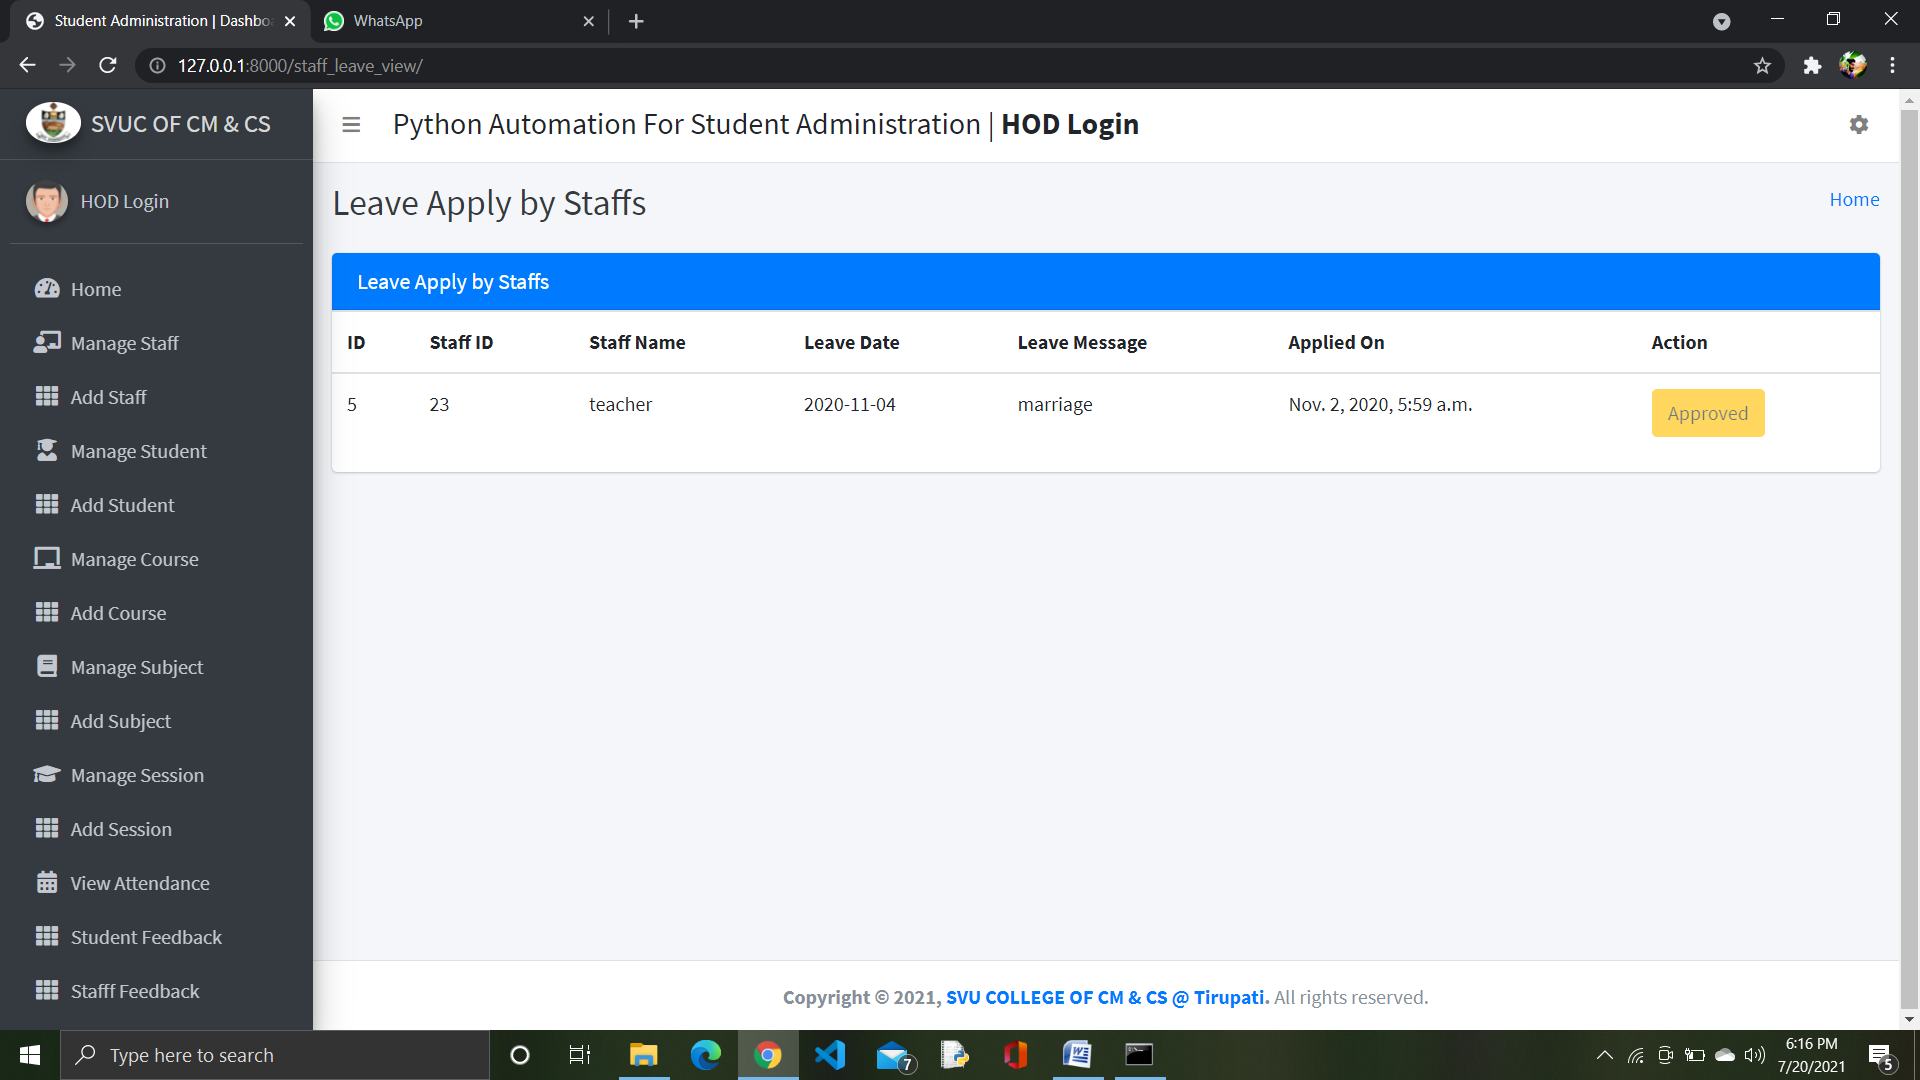 Student Administration | Dashbo
WhatsApp
127.0.0.1:8000/staff_leave_view/
SVUC OF CM & CS
Python Automation For Student Administration | HOD Login
HOD Login
Leave Apply by Staffs
Home
Leave Apply by Staffs
ID Staff ID Staff Name Leave Date Leave Message Applied On Action
5 23 teacher 2020-11-04 marriage Nov. 2, 2020, 5:59 a.m. Approved
Home
Manage Staff
Add Staff
Manage Student
Add Student
Manage Course
Add Course
Manage Subject
Add Subject
Manage Session
Add Session
View Attendance
Student Feedback
Stafff Feedback
Copyright © 2021, SVU COLLEGE OF CM & CS @ Tirupati. All rights reserved.
Type here to search
7
6:16 PM
7/20/2021
5